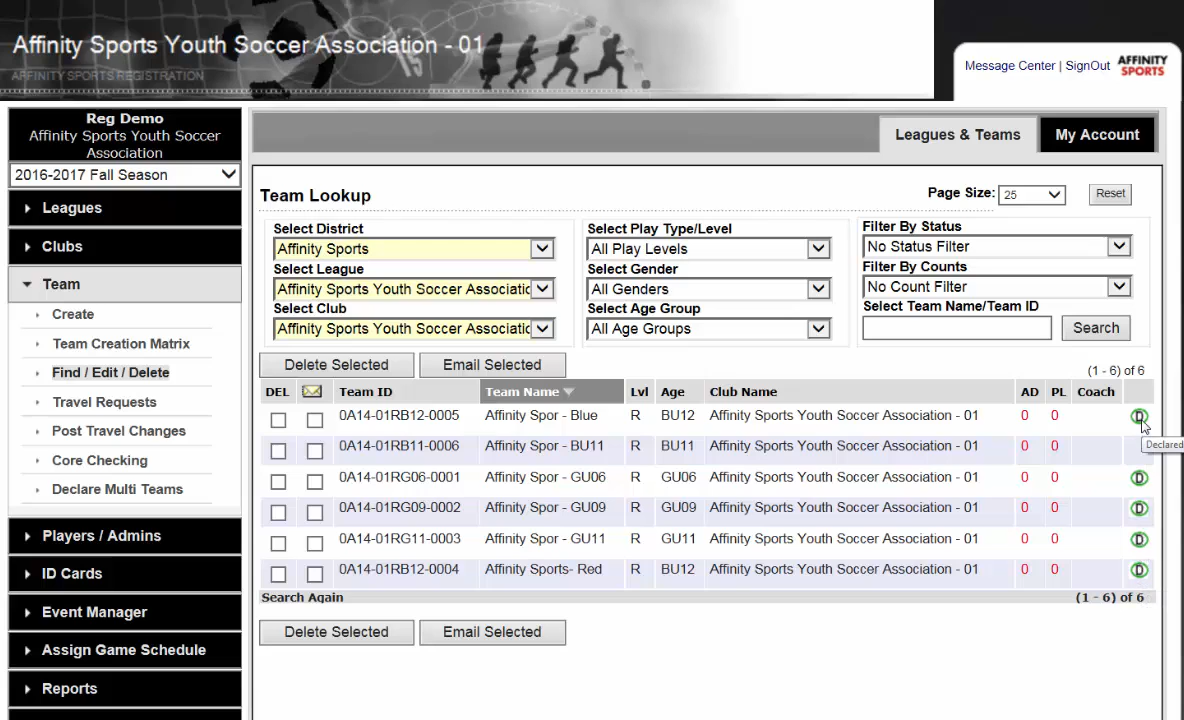 Affinity Sports Youth Soccer Association - 01
AFFINITY SPORTS REGISTRATION
Message Center | SignOut
AFFINITY
SPORTS
Reg Demo
Affinity Sports Youth Soccer
Association
2016-2017 Fall Season
Leagues
Clubs
Team
Create
Team Creation Matrix
Find / Edit / Delete
Travel Requests
Post Travel Changes
Core Checking
Declare Multi Teams
Players / Admins
ID Cards
Event Manager
Assign Game Schedule
Reports
Leagues & Teams
My Account
Team Lookup
Page Size: 25 Reset
Select District
Affinity Sports
Select League
Affinity Sports Youth Soccer Associatic
Select Club
Affinity Sports Youth Soccer Associatic
Select Play Type/Level
All Play Levels
Select Gender
All Genders
Select Age Group
All Age Groups
Filter By Status
No Status Filter
Filter By Counts
No Count Filter
Select Team Name/Team ID
Search
Delete Selected Email Selected
(1 - 6) of 6
DEL Team ID Team Name Lvl Age Club Name AD PL Coach
0A14-01RB12-0005 Affinity Spor - Blue R BU12 Affinity Sports Youth Soccer Association - 01 0 0 D
Declared
0A14-01RB11-0006 Affinity Spor - BU11 R BU11 Affinity Sports Youth Soccer Association - 01 0 0
0A14-01RG06-0001 Affinity Spor - GU06 R GU06 Affinity Sports Youth Soccer Association - 01 0 0 D
0A14-01RG09-0002 Affinity Spor - GU09 R GU09 Affinity Sports Youth Soccer Association - 01 0 0 D
0A14-01RG11-0003 Affinity Spor - GU11 R GU11 Affinity Sports Youth Soccer Association - 01 0 0 D
0A14-01RB12-0004 Affinity Sports- Red R BU12 Affinity Sports Youth Soccer Association - 01 0 0 D
Search Again (1 - 6) of 6
Delete Selected Email Selected